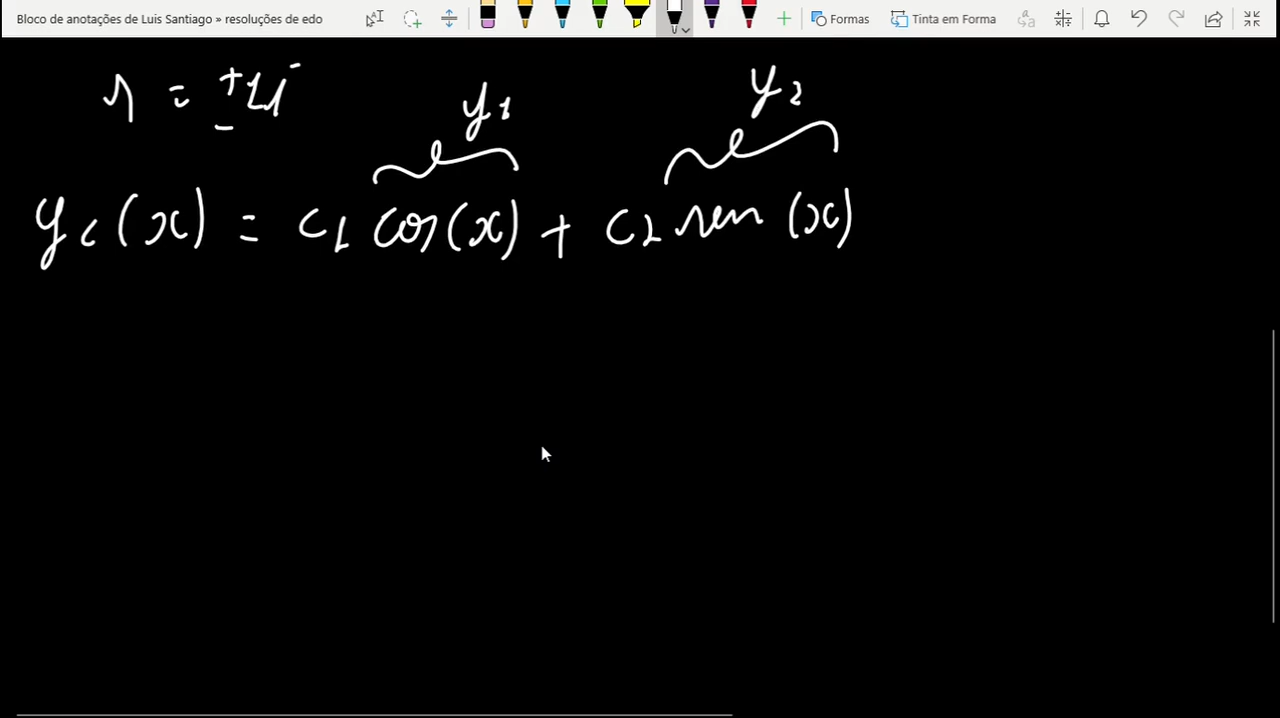 Bloco de anotações de Luis Santiago » resoluções de edo
Formas
Tinta em Forma
r = ±1i
y1
y2
yc(x) = c1 cos(x) + c2 sen(x)